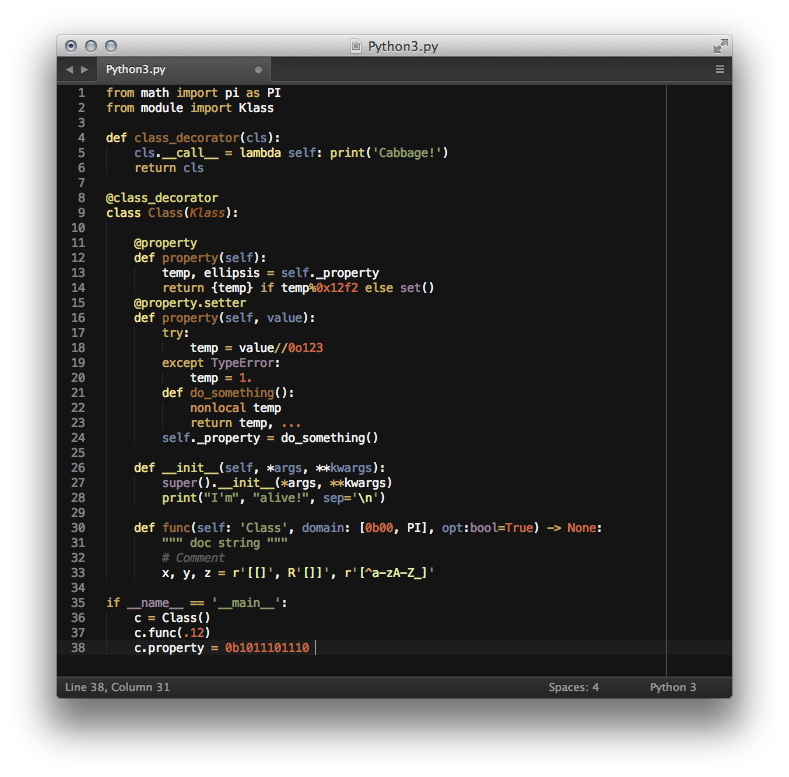 Python3.py
Python3.py
1 from math import pi as PI
2 from module import Klass
3
4 def class_decorator(cls):
5     cls.__call__ = lambda self: print('Cabbage!')
6     return cls
7
8 @class_decorator
9 class Class(Klass):
10
11     @property
12     def property(self):
13         temp, ellipsis = self._property
14         return {temp} if temp%0x12f2 else set()
15     @property.setter
16     def property(self, value):
17         try:
18             temp = value//0o123
19         except TypeError:
20             temp = 1.
21         def do_something():
22             nonlocal temp
23             return temp, ...
24         self._property = do_something()
25
26     def __init__(self, *args, **kwargs):
27         super().__init__(*args, **kwargs)
28         print("I'm", "alive!", sep='\n')
29
30     def func(self: 'Class', domain: [0b00, PI], opt:bool=True) -> None:
31         """ doc string """
32         # Comment
33         x, y, z = r'[[]', R'[]]', r'[^a-zA-Z_]'
34
35 if __name__ == '__main__':
36     c = Class()
37     c.func(.12)
38     c.property = 0b1011101110
Line 38, Column 31
Spaces: 4
Python 3